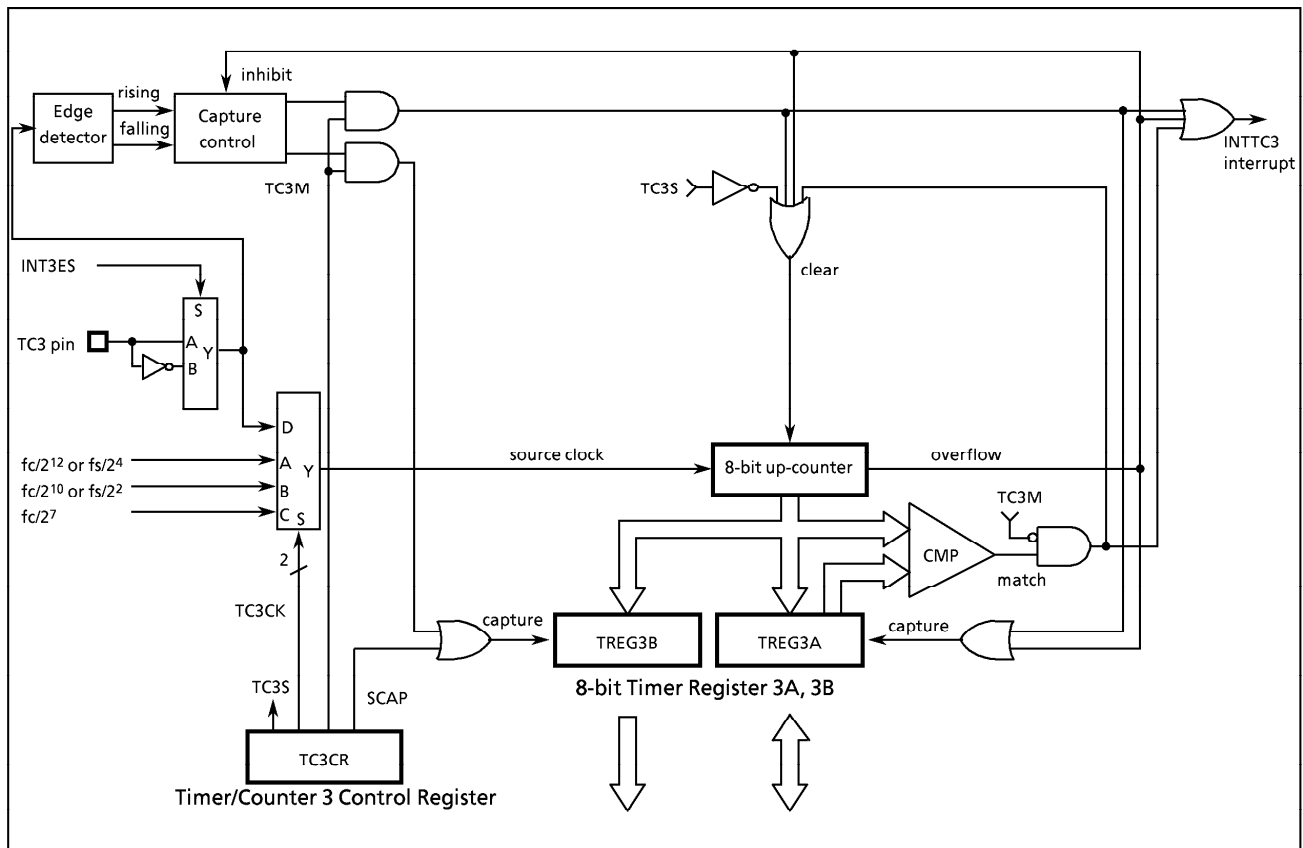 inhibit
rising
Edge
detector
falling
Capture
control
TC3M
TC3S
INTTC3
interrupt
clear
INT3ES
S
TC3 pin
A
Y
B
D
fc/2¹² or fs/2⁴
A
Y
source clock
8-bit up-counter
overflow
fc/2¹⁰ or fs/2²
B
fc/2⁷
C
S
TC3M
2
CMP
match
TC3CK
capture
TREG3B
TREG3A
capture
8-bit Timer Register 3A, 3B
TC3S
SCAP
TC3CR
Timer/Counter 3 Control Register